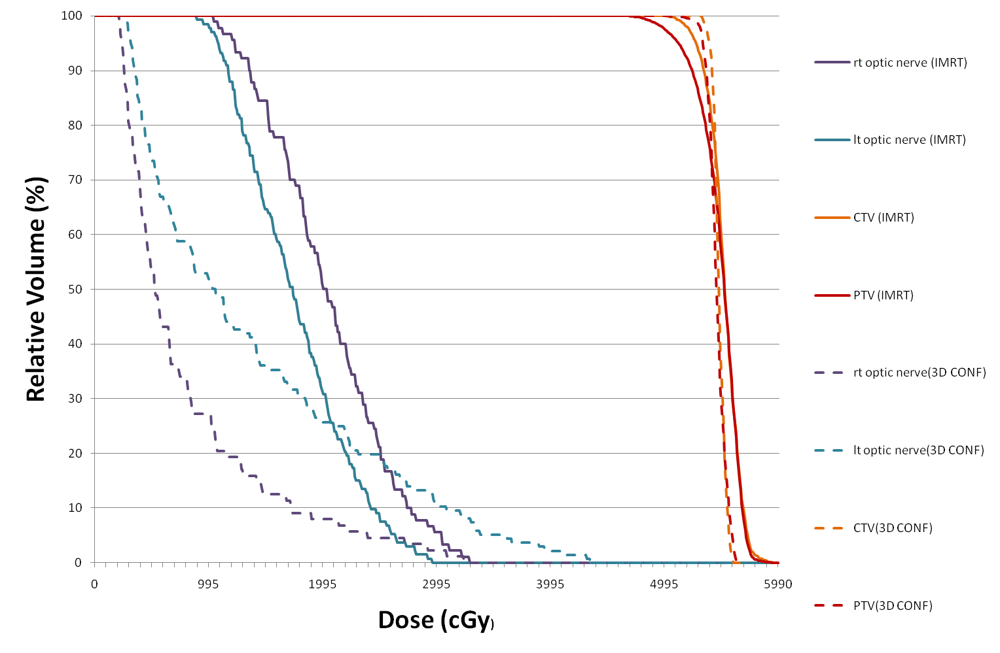 100
90
80
70
60
50
40
30
20
10
0
Relative Volume (%)
0 995 1995 2995 3995 4995 5990
Dose (cGy)
rt optic nerve (IMRT)
lt optic nerve (IMRT)
CTV (IMRT)
PTV (IMRT)
rt optic nerve(3D CONF)
lt optic nerve(3D CONF)
CTV(3D CONF)
PTV(3D CONF)